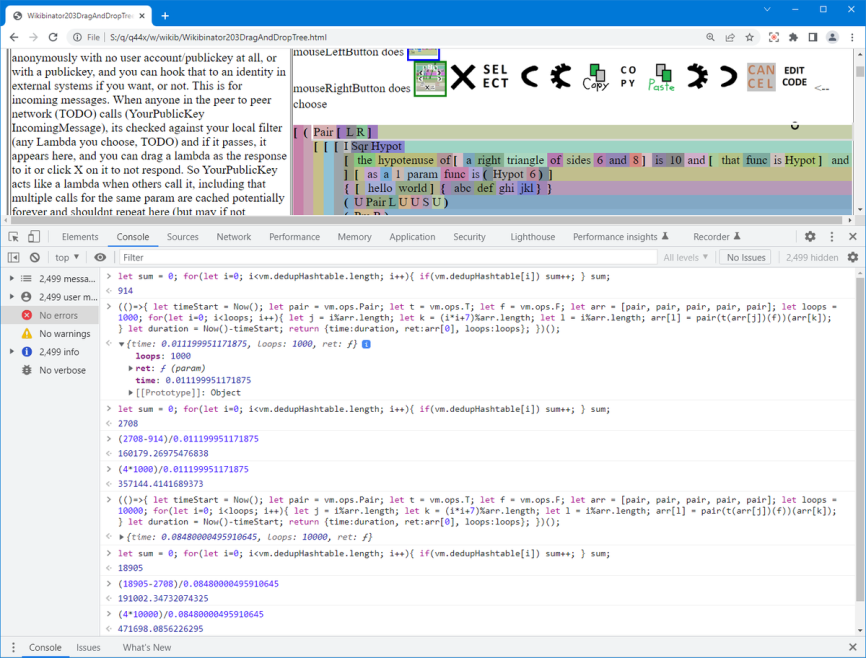 Wikibinator203DragAndDropTree.
File
S:/q/q44x/w/wikib/Wikibinator203DragAndDropTree.html
anonymously with no user account/publickey at all, or
with a publickey, and you can hook that to an identity in
external systems if you want, or not. This is for
incoming messages. When anyone in the peer to peer
network (TODO) calls (YourPublicKey
IncomingMessage), its checked against your local filter
(any Lambda you choose, TODO) and if it passes, it
appears here, and you can drag a lambda as the response
to it or click X on it to not respond. So YourPublicKey
acts like a lambda when others call it, including that
multiple calls for the same param are cached potentially
forever and shouldnt repeat here (but may if not
mouseLeftButton does
mouseRightButton does
SEL ECT
Copy
CO PY
Paste
CAN CEL
EDIT CODE
<--
choose
[ ( Pair [ L R ]
[ [ [ I Sqr Hypot
[ the hypotenuse of [ a right triangle of sides 6 and 8 ] is 10 and [ that func is Hypot ] and
] [ as a 1 param func is ( Hypot 6 ) ]
{ [ hello world ] { abc def ghi jkl } }
( U Pair L U U S U )
Elements Console Sources Network Performance Memory Application Security Lighthouse Performance insights Recorder
top ▼ Filter All levels ▼ No Issues 2,499 hidden
2,499 messa...
2,499 user m...
No errors
No warnings
2,499 info
No verbose
> let sum = 0; for(let i=0; i<vm.dedupHashtable.length; i++){ if(vm.dedupHashtable[i]) sum++; } sum;
914
> (()=>{ let timeStart = Now(); let pair = vm.ops.Pair; let t = vm.ops.T; let f = vm.ops.F; let arr = [pair, pair, pair, pair, pair]; let loops =
1000; for(let i=0; i<loops; i++){ let j = i%arr.length; let k = (i*i+7)%arr.length; let l = i%arr.length; arr[l] = pair(t(arr[j])(f))(arr[k]);
} let duration = Now()-timeStart; return {time:duration, ret:arr[0], loops:loops}; })();
▼{time: 0.011199951171875, loops: 1000, ret: ƒ} i
loops: 1000
▶ret: ƒ (param)
time: 0.011199951171875
▶[[Prototype]]: Object
> let sum = 0; for(let i=0; i<vm.dedupHashtable.length; i++){ if(vm.dedupHashtable[i]) sum++; } sum;
2708
> (2708-914)/0.011199951171875
160179.26975476838
> (4*1000)/0.011199951171875
357144.4141689373
> (()=>{ let timeStart = Now(); let pair = vm.ops.Pair; let t = vm.ops.T; let f = vm.ops.F; let arr = [pair, pair, pair, pair, pair]; let loops =
10000; for(let i=0; i<loops; i++){ let j = i%arr.length; let k = (i*i+7)%arr.length; let l = i%arr.length; arr[l] = pair(t(arr[j])(f))(arr[k]);
} let duration = Now()-timeStart; return {time:duration, ret:arr[0], loops:loops}; })();
▶{time: 0.08480000495910645, loops: 10000, ret: ƒ}
> let sum = 0; for(let i=0; i<vm.dedupHashtable.length; i++){ if(vm.dedupHashtable[i]) sum++; } sum;
18905
> (18905-2708)/0.08480000495910645
191002.34732074325
> (4*10000)/0.08480000495910645
471698.0856226295
Console Issues What's New